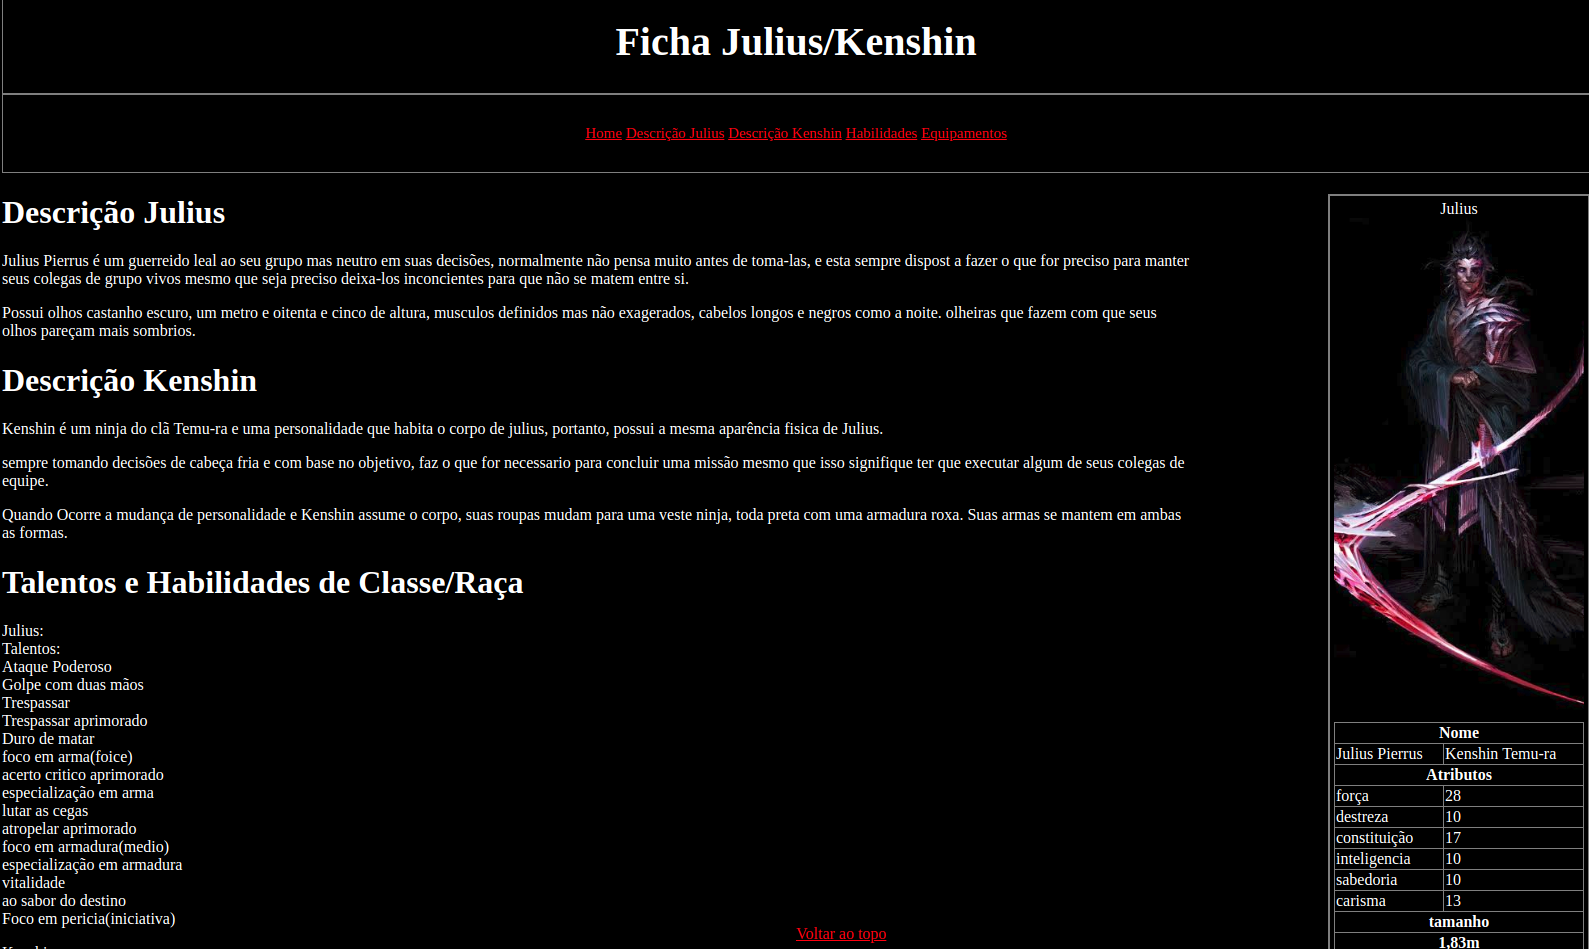 Ficha Julius/Kenshin
Home Descrição Julius Descrição Kenshin Habilidades Equipamentos
Descrição Julius
Julius Pierrus é um guerreido leal ao seu grupo mas neutro em suas decisões, normalmente não pensa muito antes de toma-las, e esta sempre dispost a fazer o que for preciso para manter
seus colegas de grupo vivos mesmo que seja preciso deixa-los inconcientes para que não se matem entre si.
Possui olhos castanho escuro, um metro e oitenta e cinco de altura, musculos definidos mas não exagerados, cabelos longos e negros como a noite. olheiras que fazem com que seus
olhos pareçam mais sombrios.
Descrição Kenshin
Kenshin é um ninja do clã Temu-ra e uma personalidade que habita o corpo de julius, portanto, possui a mesma aparência fisica de Julius.
sempre tomando decisões de cabeça fria e com base no objetivo, faz o que for necessario para concluir uma missão mesmo que isso signifique ter que executar algum de seus colegas de
equipe.
Quando Ocorre a mudança de personalidade e Kenshin assume o corpo, suas roupas mudam para uma veste ninja, toda preta com uma armadura roxa. Suas armas se mantem em ambas
as formas.
Talentos e Habilidades de Classe/Raça
Julius:
Talentos:
Ataque Poderoso
Golpe com duas mãos
Trespassar
Trespassar aprimorado
Duro de matar
foco em arma(foice)
acerto critico aprimorado
especialização em arma
lutar as cegas
atropelar aprimorado
foco em armadura(medio)
especialização em armadura
vitalidade
ao sabor do destino
Foco em pericia(iniciativa)
Voltar ao topo
Julius
Nome
Julius Pierrus Kenshin Temu-ra
Atributos
força 28
destreza 10
constituição 17
inteligencia 10
sabedoria 10
carisma 13
tamanho
1,83m